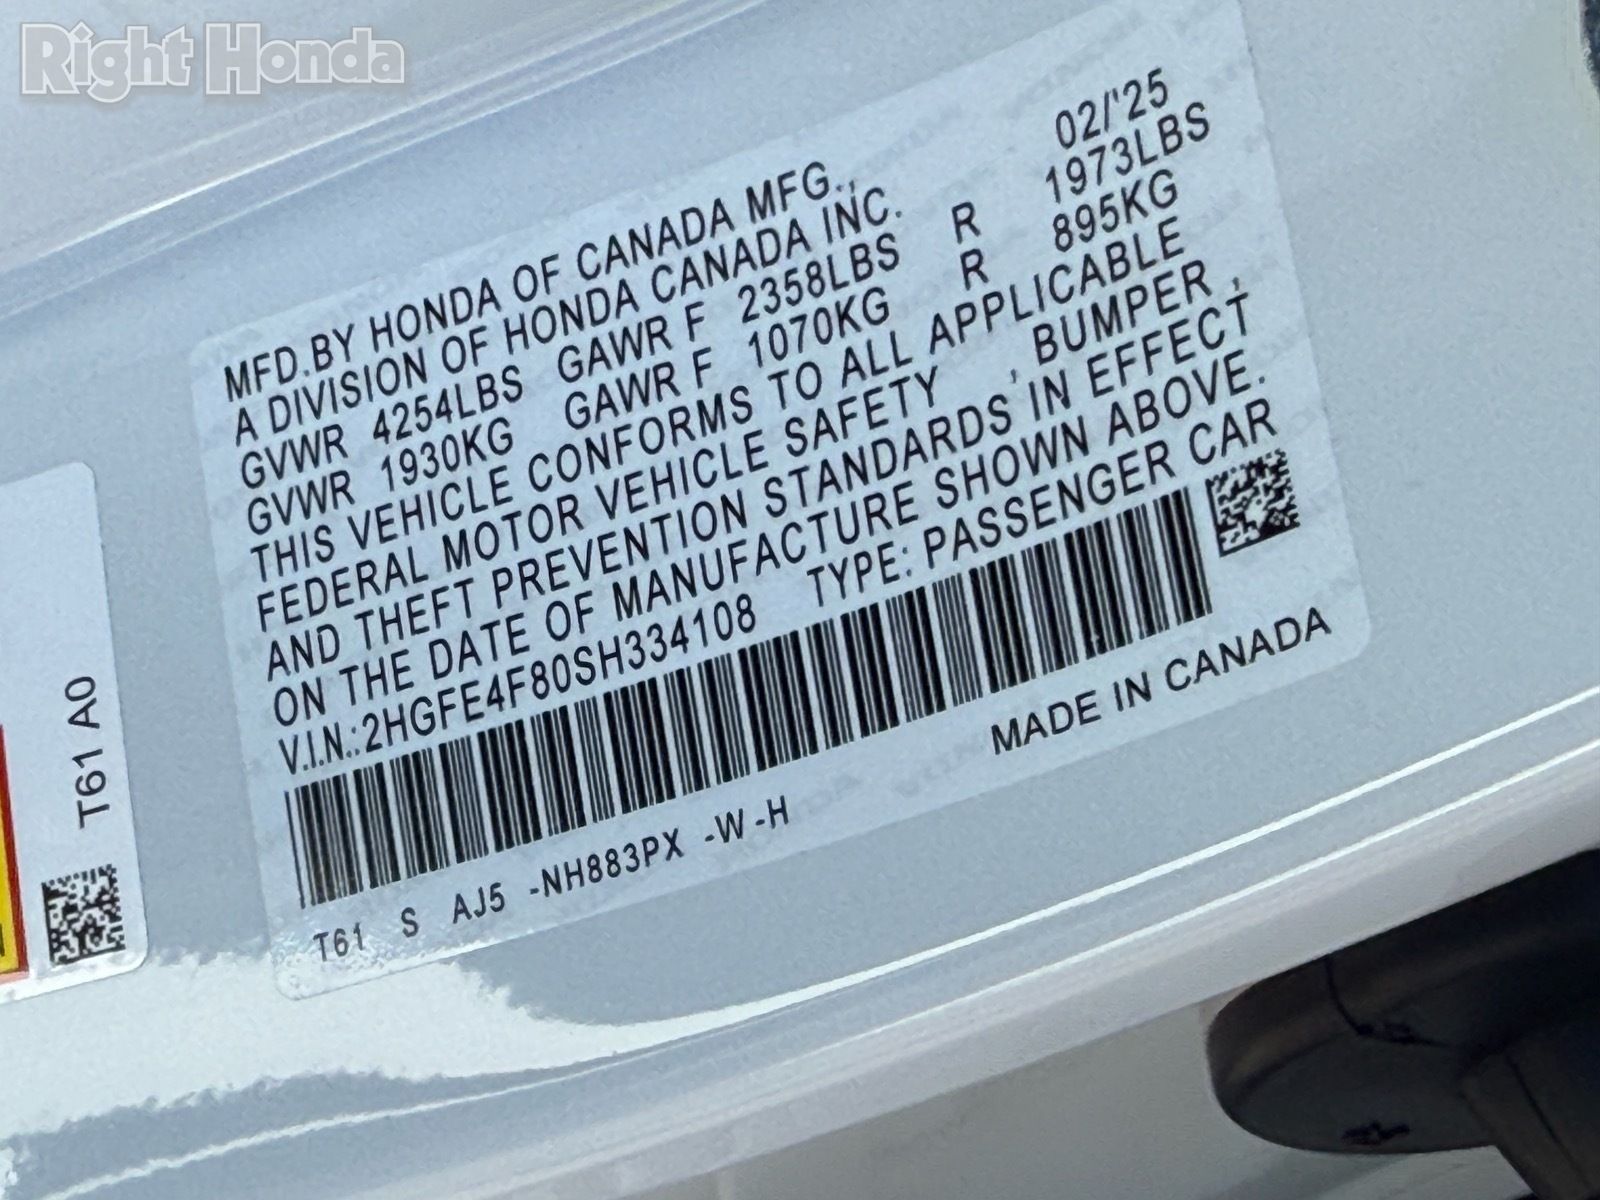 Right Honda
MFD.BY HONDA OF CANADA MFG., 02/'25
A DIVISION OF HONDA CANADA INC.
GVWR 4254LBS GAWR F 2358LBS R 1973LBS
GVWR 1930KG GAWR F 1070KG R 895KG
THIS VEHICLE CONFORMS TO ALL APPLICABLE
FEDERAL MOTOR VEHICLE SAFETY , BUMPER ,
AND THEFT PREVENTION STANDARDS IN EFFECT
ON THE DATE OF MANUFACTURE SHOWN ABOVE.
V.I.N.:2HGFE4F80SH334108 TYPE: PASSENGER CAR
MADE IN CANADA
T61 S AJ5 -NH883PX -W-H
T61 A0